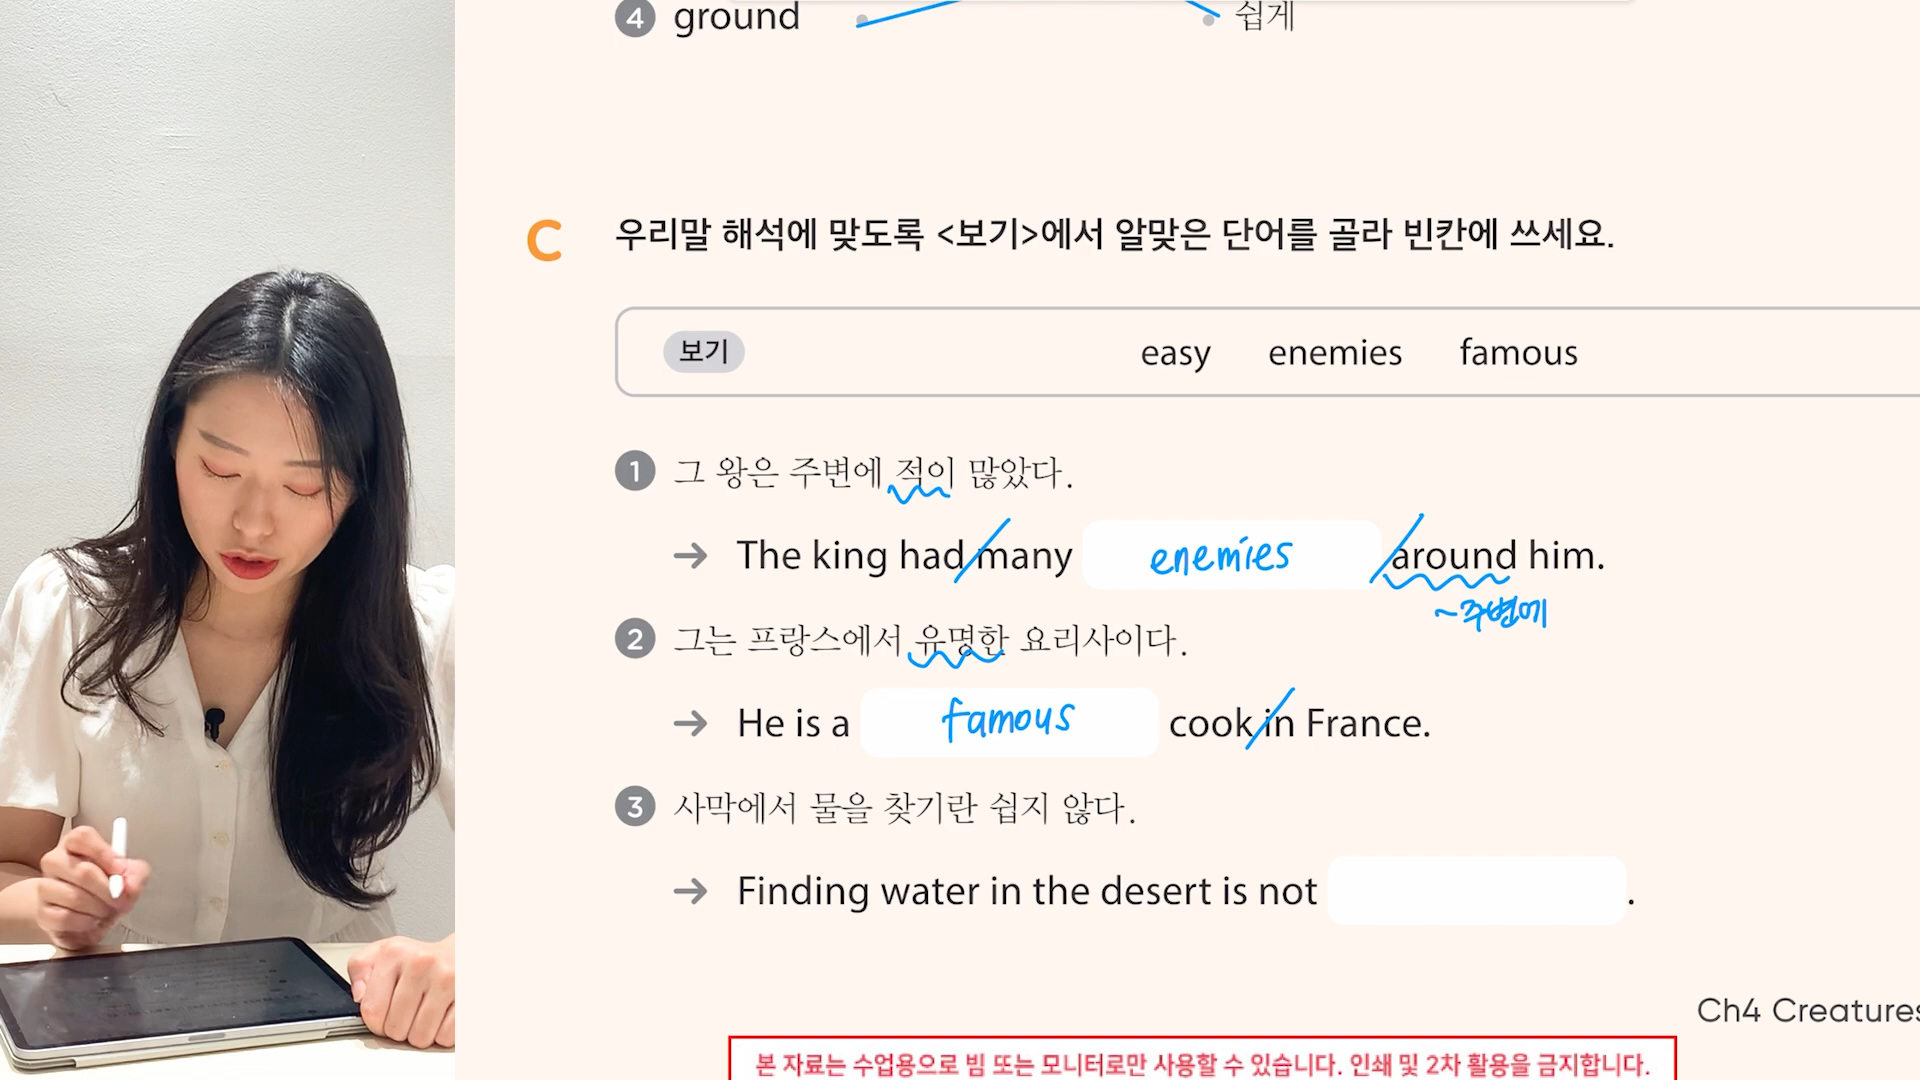 4 ground 쉽게
C 우리말 해석에 맞도록 <보기>에서 알맞은 단어를 골라 빈칸에 쓰세요.
보기 easy enemies famous
1 그 왕은 주변에 적이 많았다.
→ The king had many enemies around him.
~주변에
2 그는 프랑스에서 유명한 요리사이다.
→ He is a famous cook in France.
3 사막에서 물을 찾기란 쉽지 않다.
→ Finding water in the desert is not .
Ch4 Creatures
본 자료는 수업용으로 빔 또는 모니터로만 사용할 수 있습니다. 인쇄 및 2차 활용을 금지합니다.